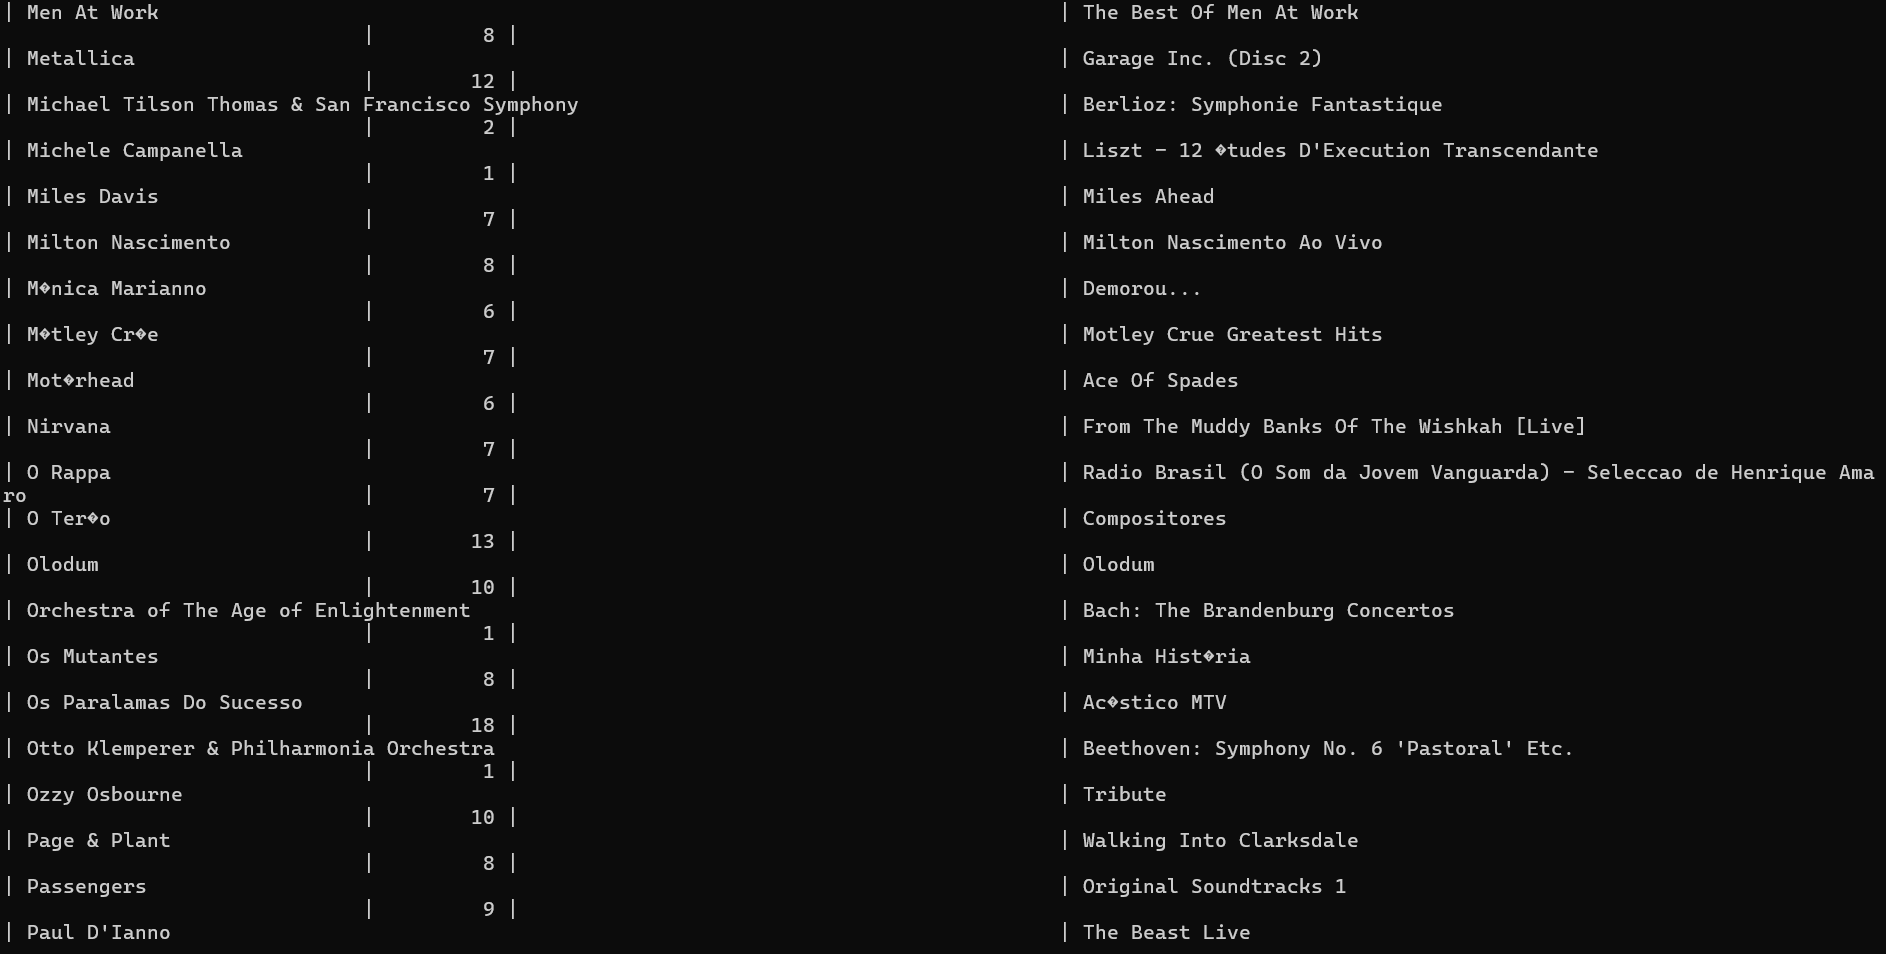 | Men At Work | The Best Of Men At Work
| 8 |
| Metallica | Garage Inc. (Disc 2)
| 12 |
| Michael Tilson Thomas & San Francisco Symphony | Berlioz: Symphonie Fantastique
| 2 |
| Michele Campanella | Liszt - 12 �tudes D'Execution Transcendante
| 1 |
| Miles Davis | Miles Ahead
| 7 |
| Milton Nascimento | Milton Nascimento Ao Vivo
| 8 |
| M�nica Marianno | Demorou...
| 6 |
| M�tley Cr�e | Motley Crue Greatest Hits
| 7 |
| Mot�rhead | Ace Of Spades
| 6 |
| Nirvana | From The Muddy Banks Of The Wishkah [Live]
| 7 |
| O Rappa | Radio Brasil (O Som da Jovem Vanguarda) - Seleccao de Henrique Ama
ro | 7 |
| O Ter�o | Compositores
| 13 |
| Olodum | Olodum
| 10 |
| Orchestra of The Age of Enlightenment | Bach: The Brandenburg Concertos
| 1 |
| Os Mutantes | Minha Hist�ria
| 8 |
| Os Paralamas Do Sucesso | Ac�stico MTV
| 18 |
| Otto Klemperer & Philharmonia Orchestra | Beethoven: Symphony No. 6 'Pastoral' Etc.
| 1 |
| Ozzy Osbourne | Tribute
| 10 |
| Page & Plant | Walking Into Clarksdale
| 8 |
| Passengers | Original Soundtracks 1
| 9 |
| Paul D'Ianno | The Beast Live